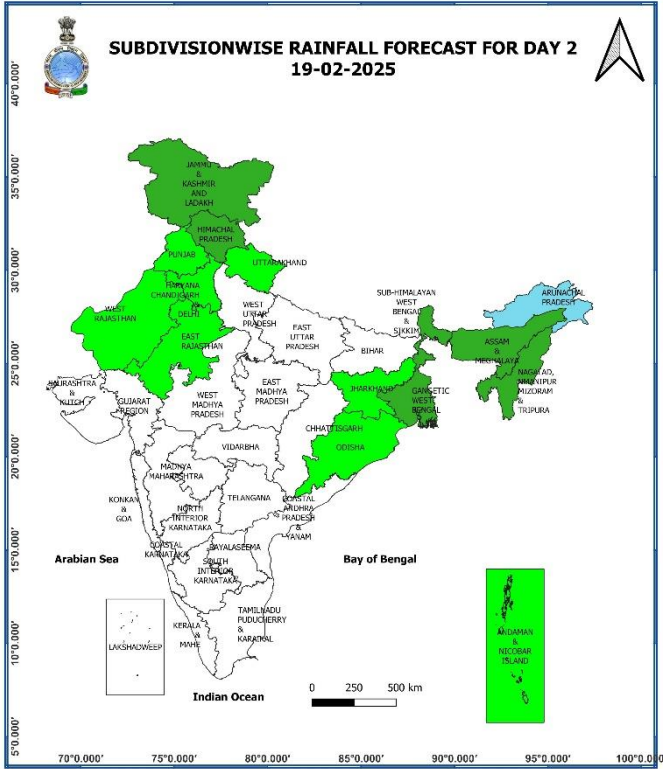 SUBDIVISIONWISE RAINFALL FORECAST FOR DAY 2
19-02-2025
40°0.000'
35°0.000'
30°0.000'
25°0.000'
20°0.000'
15°0.000'
10°0.000'
5°0.000'
JAMMU
&
KASHMIR
AND
LADAKH
HIMACHAL
PRADESH
PUNJAB
UTTARAKHAND
HARYANA
CHANDIGARH
DELHI
WEST
RAJASTHAN
EAST
RAJASTHAN
WEST
UTTAR
PRADESH
EAST
UTTAR
PRADESH
SUB-HIMALAYAN
WEST
BENGAL
&
SIKKIM
ARUNACHAL
PRADESH
ASSAM
&
MEGHALAYA
NAGALAD,
MANIPUR
MIZORAM
&
TRIPURA
BIHAR
JHARKHAND
GANGETIC
WEST
BENGAL
SAURASHTRA
&
KUTCH
GUJARAT
REGION
WEST
MADHYA
PRADESH
EAST
MADHYA
PRADESH
CHHATTISGARH
ODISHA
VIDARBHA
MADHYA
MAHARASHTRA
TELANGANA
KONKAN
&
GOA
NORTH
INTERIOR
KARNATAKA
COASTAL
ANDHRA
PRADESH
&
YANAM
COASTAL
KARNATAKA
RAYALASEEMA
SOUTH
INTERIOR
KARNATAKA
Arabian Sea
Bay of Bengal
LAKSHADWEEP
KERALA
&
MAHE
TAMILNADU
PUDUCHERRY
&
KARAIKAL
ANDAMAN
&
NICOBAR
ISLAND
Indian Ocean
0 250 500 km
70°0.000' 75°0.000' 80°0.000' 85°0.000' 90°0.000' 95°0.000' 100°0.00